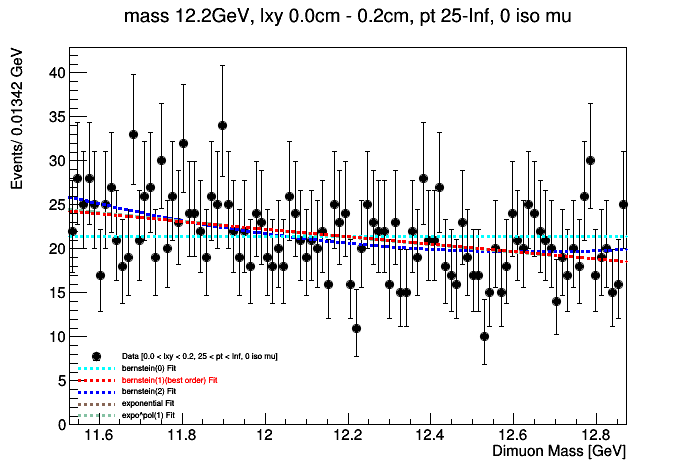 mass 12.2GeV, lxy 0.0cm - 0.2cm, pt 25-Inf, 0 iso mu
Events/ 0.01342 GeV
40
35
30
25
20
15
10
5
0
Data [0.0 < lxy < 0.2, 25 < pt < Inf, 0 iso mu]
bernstein(0) Fit
bernstein(1)(best order) Fit
bernstein(2) Fit
exponential Fit
expo*pol(1) Fit
11.6 11.8 12 12.2 12.4 12.6 12.8
Dimuon Mass [GeV]